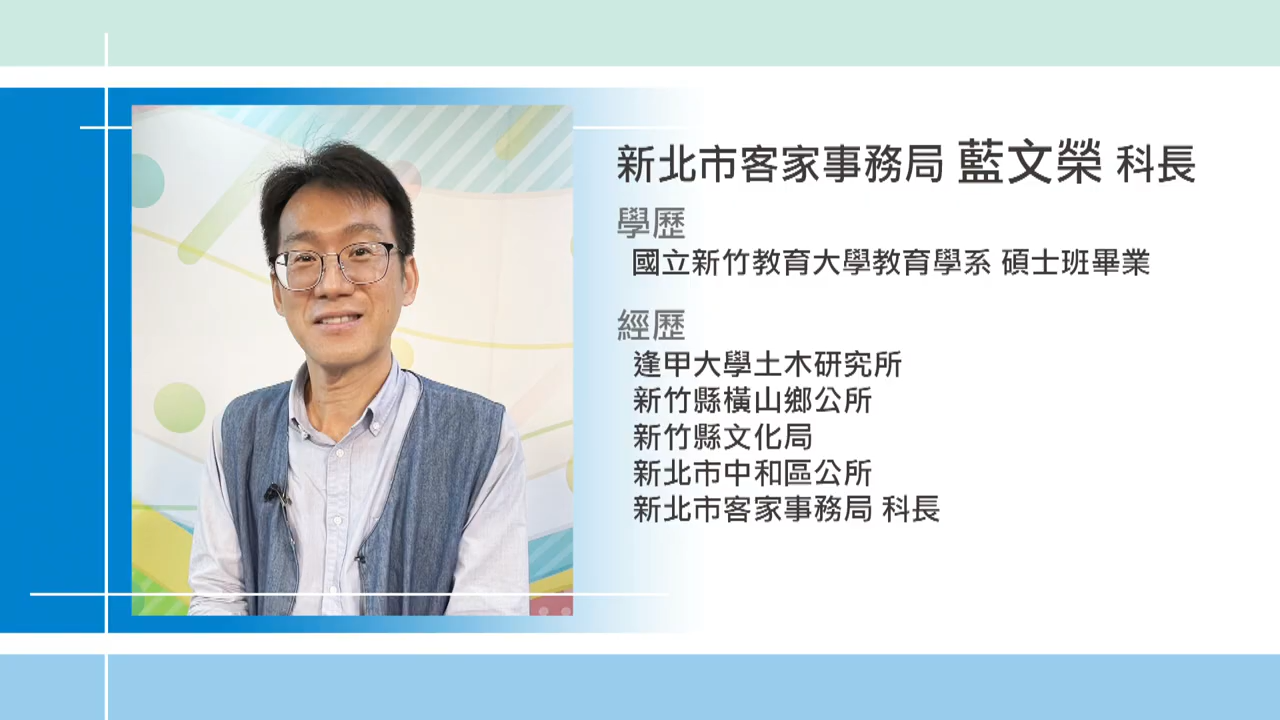 新北市客家事務局 藍文榮 科長
學歷
國立新竹教育大學教育學系 碩士班畢業
經歷
逢甲大學土木研究所
新竹縣橫山鄉公所
新竹縣文化局
新北市中和區公所
新北市客家事務局 科長